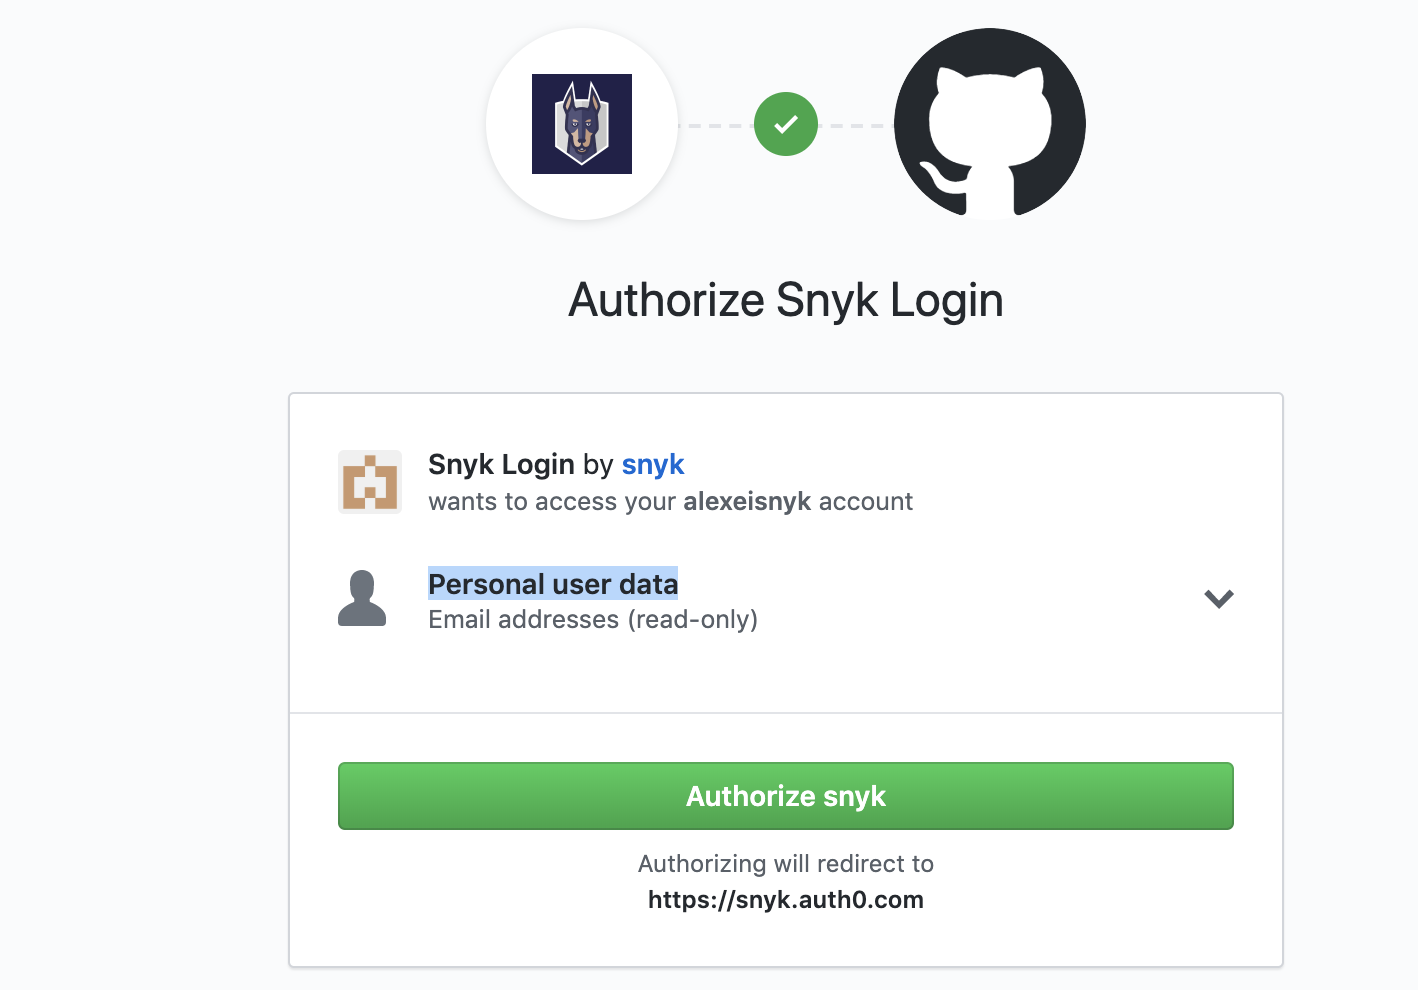 Authorize Snyk Login
Snyk Login by snyk
wants to access your alexeisnyk account
Personal user data
Email addresses (read-only)
Authorize snyk
Authorizing will redirect to
https://snyk.auth0.com